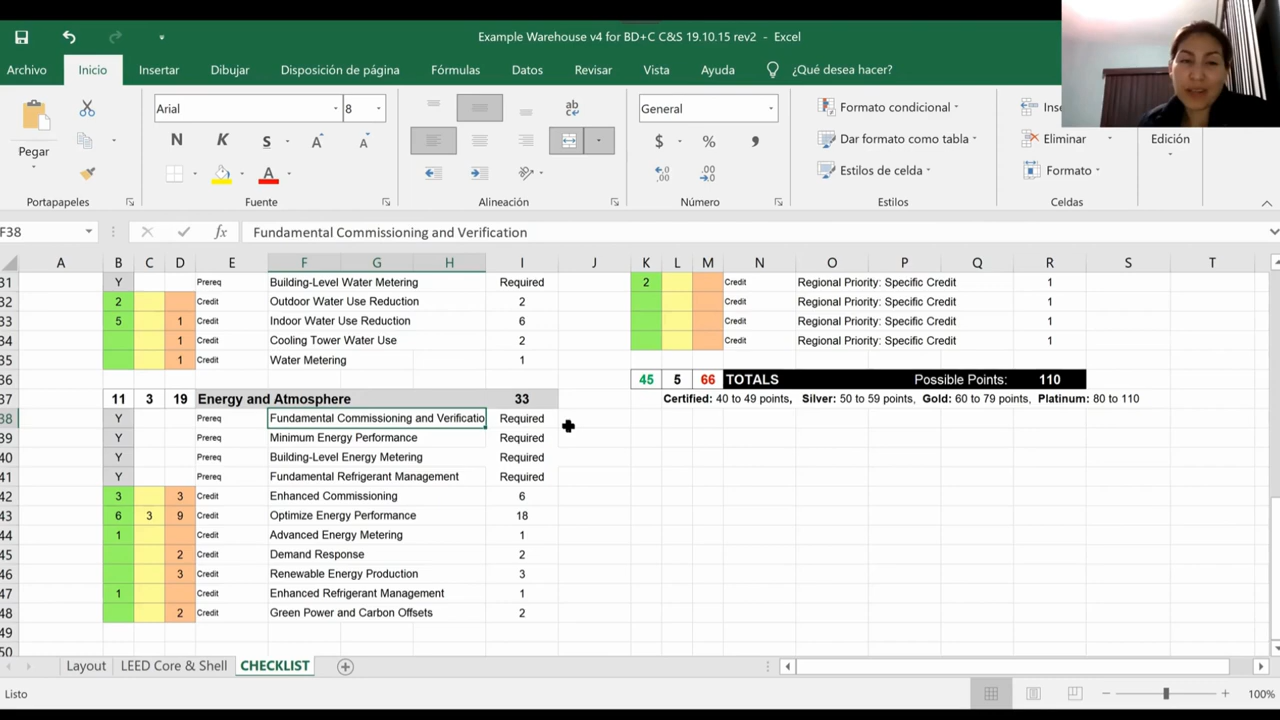 Example Warehouse v4 for BD+C C&S 19.10.15 rev2 - Excel
Archivo Inicio Insertar Dibujar Disposición de página Fórmulas Datos Revisar Vista Ayuda ¿Qué desea hacer?
Pegar
Arial 8
N K S A A
ab
General
$ % ,
Formato condicional
Dar formato como tabla
Estilos de celda
Eliminar
Formato
Edición
Portapapeles Fuente Alineación Número Estilos Celdas
F38 fx Fundamental Commissioning and Verification
A B C D E F G H I J K L M N O P Q R S T
31 Y Prereq Building-Level Water Metering Required 2 Credit Regional Priority: Specific Credit 1
32 2 Credit Outdoor Water Use Reduction 2 Credit Regional Priority: Specific Credit 1
33 5 1 Credit Indoor Water Use Reduction 6 Credit Regional Priority: Specific Credit 1
34 1 Credit Cooling Tower Water Use 2 Credit Regional Priority: Specific Credit 1
35 1 Credit Water Metering 1
36 45 5 66 TOTALS Possible Points: 110
37 11 3 19 Energy and Atmosphere 33 Certified: 40 to 49 points, Silver: 50 to 59 points, Gold: 60 to 79 points, Platinum: 80 to 110
38 Y Prereq Fundamental Commissioning and Verificatio Required
39 Y Prereq Minimum Energy Performance Required
40 Y Prereq Building-Level Energy Metering Required
41 Y Prereq Fundamental Refrigerant Management Required
42 3 3 Credit Enhanced Commissioning 6
43 6 3 9 Credit Optimize Energy Performance 18
44 1 Credit Advanced Energy Metering 1
45 2 Credit Demand Response 2
46 3 Credit Renewable Energy Production 3
47 1 Credit Enhanced Refrigerant Management 1
48 2 Credit Green Power and Carbon Offsets 2
49
50
Layout LEED Core & Shell CHECKLIST
Listo 100%